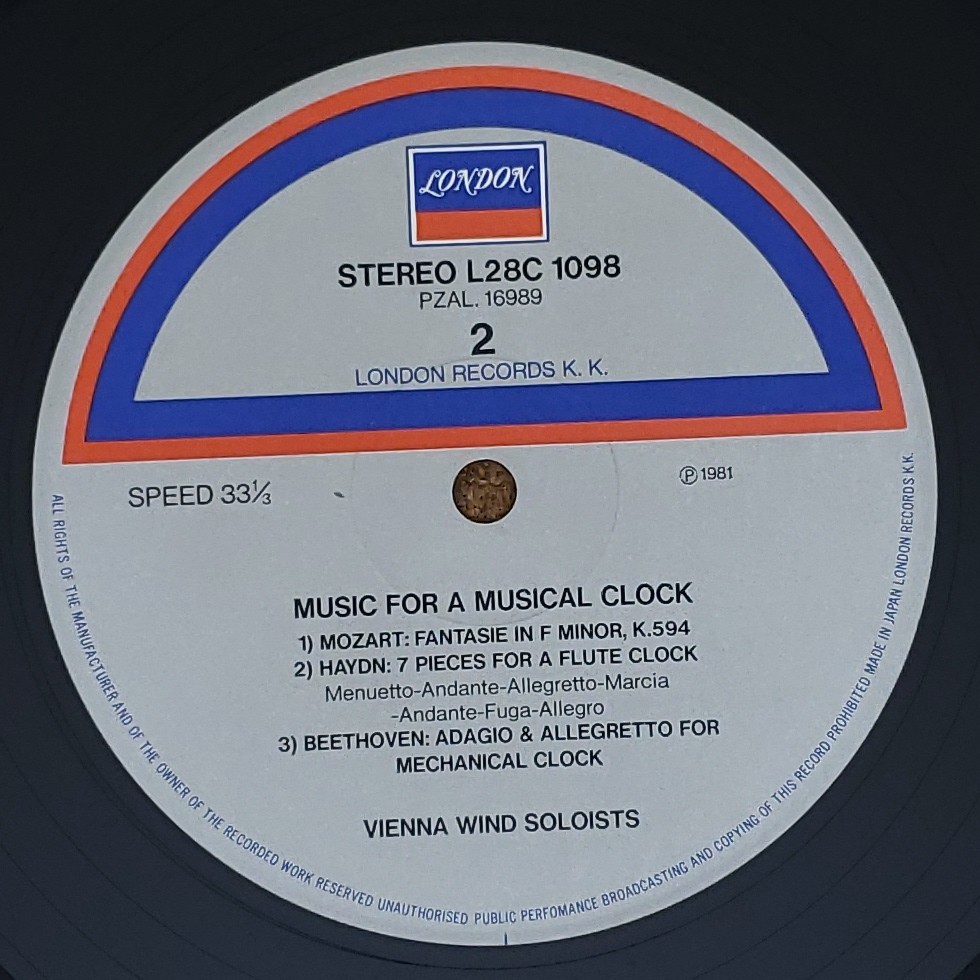 LONDON
STEREO L28C 1098
PZAL. 16989
2
LONDON RECORDS K. K.
SPEED 33⅓
Ⓟ 1981
MUSIC FOR A MUSICAL CLOCK
1) MOZART: FANTASIE IN F MINOR, K.594
2) HAYDN: 7 PIECES FOR A FLUTE CLOCK
Menuetto-Andante-Allegretto-Marcia
-Andante-Fuga-Allegro
3) BEETHOVEN: ADAGIO & ALLEGRETTO FOR
MECHANICAL CLOCK
VIENNA WIND SOLOISTS
ALL RIGHTS OF THE MANUFACTURER AND OF THE OWNER OF THE RECORDED WORK RESERVED UNAUTHORISED PUBLIC PERFOMANCE BROADCASTING AND COPYING OF THIS RECORD PROHIBITED MADE IN JAPAN LONDON RECORDS K.K.